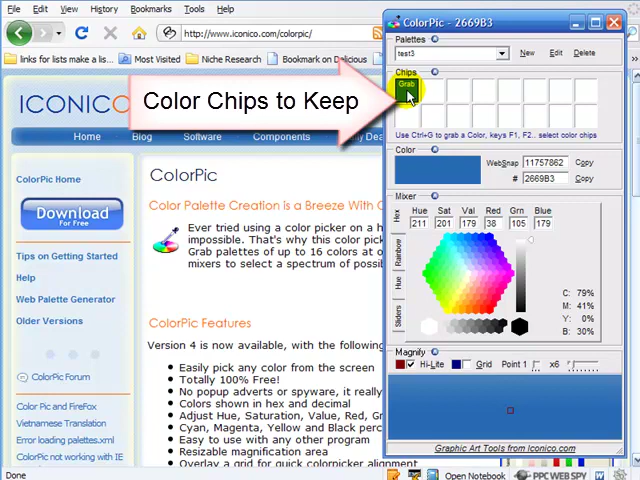 File Edit View History Bookmarks Tools Help
http://www.iconico.com/colorpic/
links for lists make a lis... Most Visited Niche Research Bookmark on Delicious
ICONICO
Color Chips to Keep
Home Blog Software Components My Dea
ColorPic Home
Download
For Free
Tips on Getting Started
Help
Web Palette Generator
Older Versions
ColorPic Forum
ColorPic and FireFox
Vietnamese Translation
Error loading palettes.xml
ColorPic not working with IE
ColorPic
Color Palette Creation is a Breeze With C
Ever tried using a color picker on a h
impossible. That's why this color pick
Grab palettes of up to 16 colors at o
mixers to select a spectrum of possib
ColorPic Features
Version 4 is now available, with the followin
Easily pick any color from the screen
Totally 100% Free!
No popup adverts or spyware, it really
Colors shown in hex and decimal
Adjust Hue, Saturation, Value, Red, Gr
Cyan, Magenta, Yellow and Black perc
Easy to use with any other program
Resizable magnification area
Overlay a grid for quick colorpicker alignment
Done
ColorPic - 2669B3
Palettes
test3 New Edit Delete
Chips
Grab
Use Ctrl+G to grab a Color, keys F1, F2.. select color chips
Color
WebSnap 11757862 Copy
# 2669B3 Copy
Mixer
Hex
Rainbow
Hue
Sliders
Hue Sat Val Red Grn Blue
211 201 179 38 105 179
C: 79%
M: 41%
Y: 0%
B: 30%
Magnify
Hi-Lite Grid Point 1 x6
Graphic Art Tools from Iconico.com
Open Notebook PPC WEB SPY